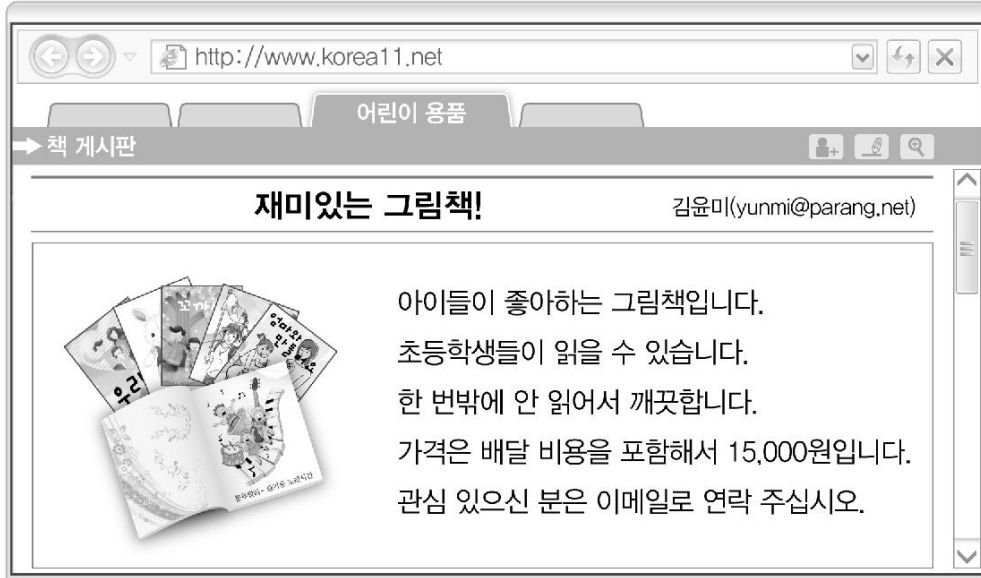 http://www.korea11.net
어린이 용품
책 게시판
재미있는 그림책!
김윤미(yunmi@parang.net)
아이들이 좋아하는 그림책입니다.
초등학생들이 읽을 수 있습니다.
한 번밖에 안 읽어서 깨끗합니다.
가격은 배달 비용을 포함해서 15,000원입니다.
관심 있으신 분은 이메일로 연락 주십시오.
엄마와